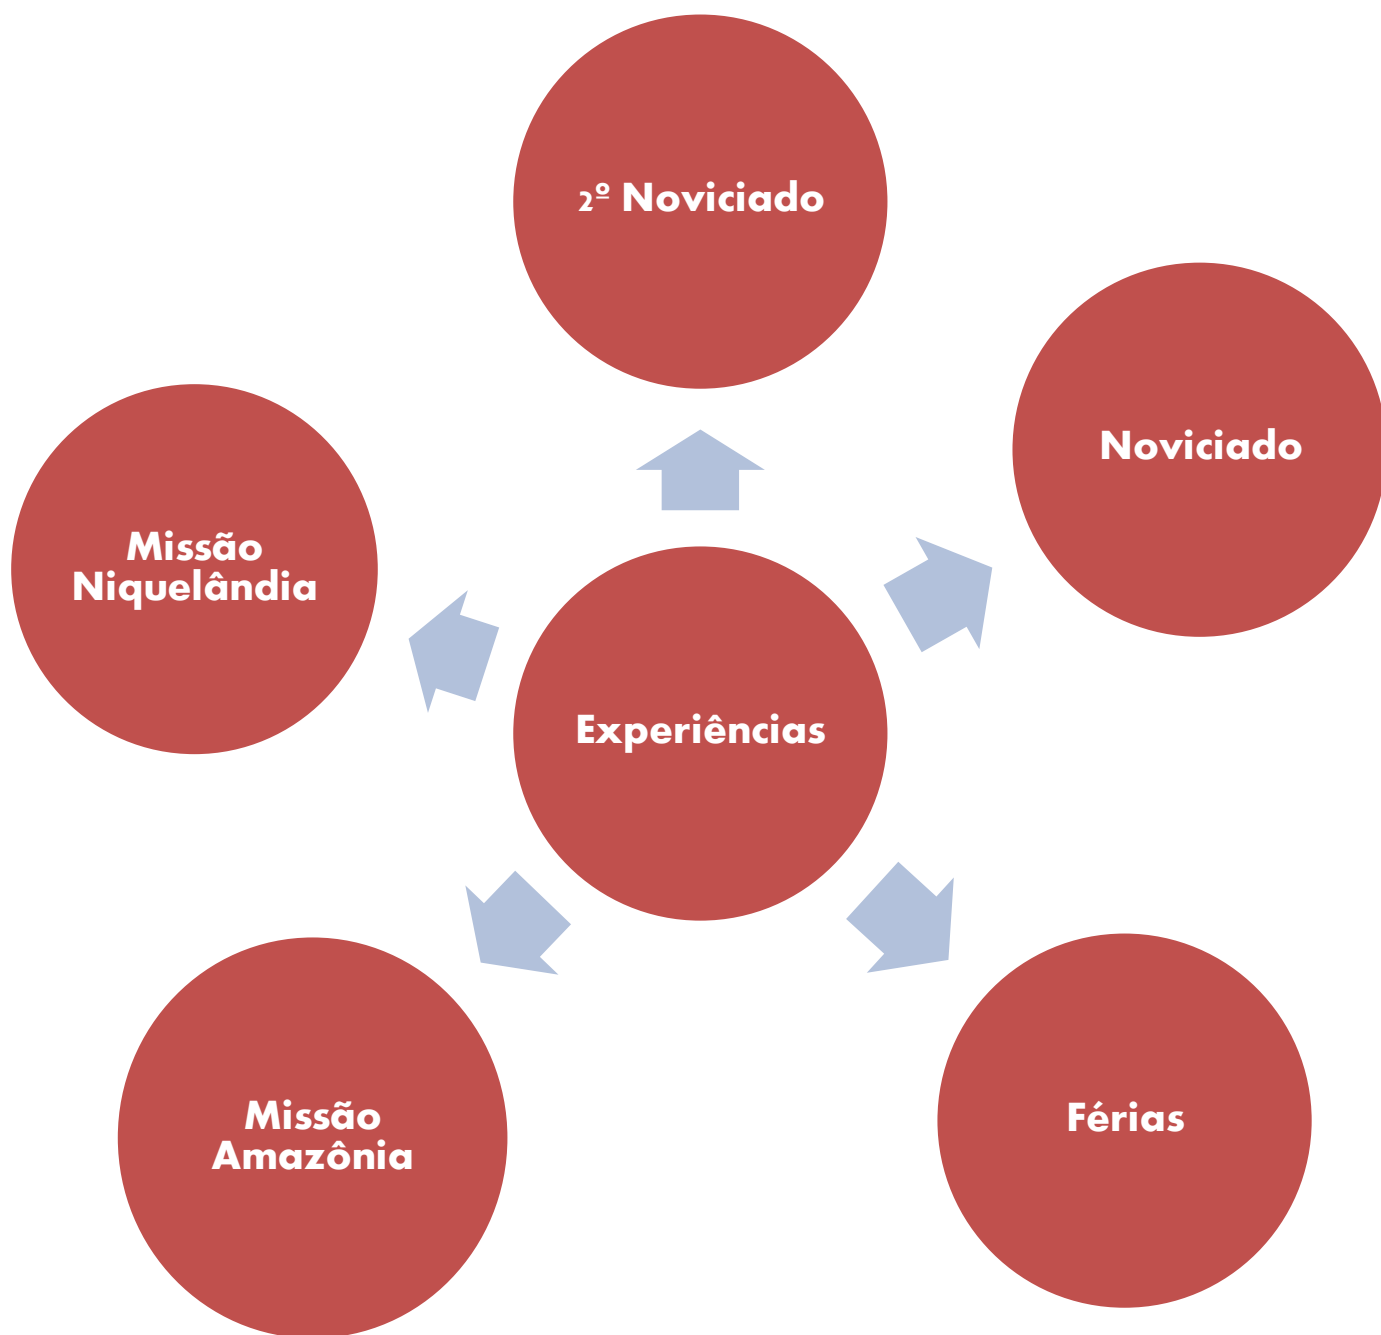 2º Noviciado
Noviciado
Missão
Niquelândia
Experiências
Missão
Amazônia
Férias